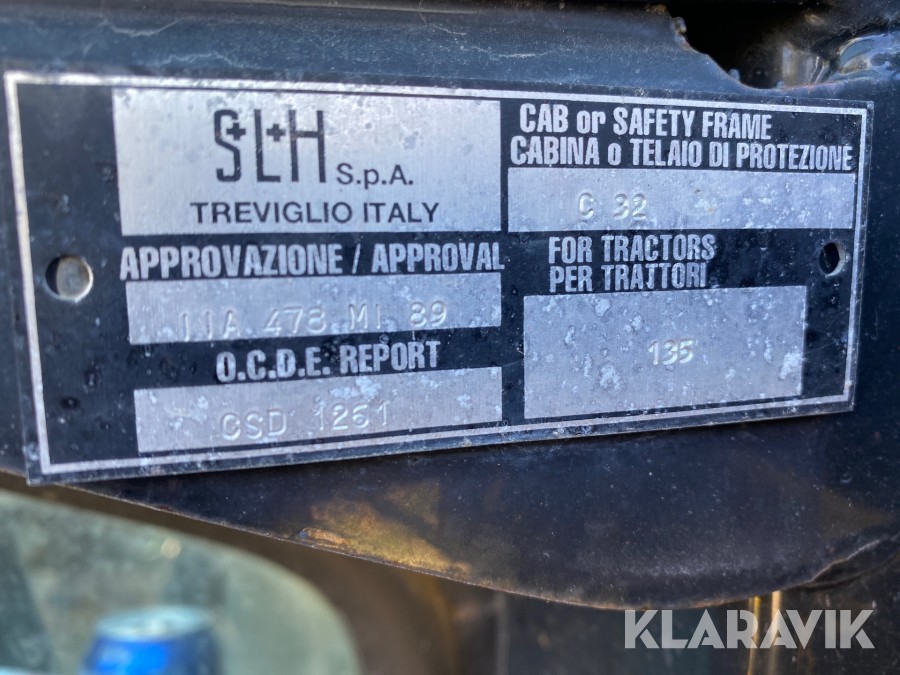 S+L+H S.p.A.
TREVIGLIO ITALY
APPROVAZIONE / APPROVAL
11A 478 MI 89
O.C.D.E. REPORT
CSD 1261
CAB or SAFETY FRAME
CABINA o TELAIO DI PROTEZIONE
C 32
FOR TRACTORS
PER TRATTORI
135
KLARAVIK